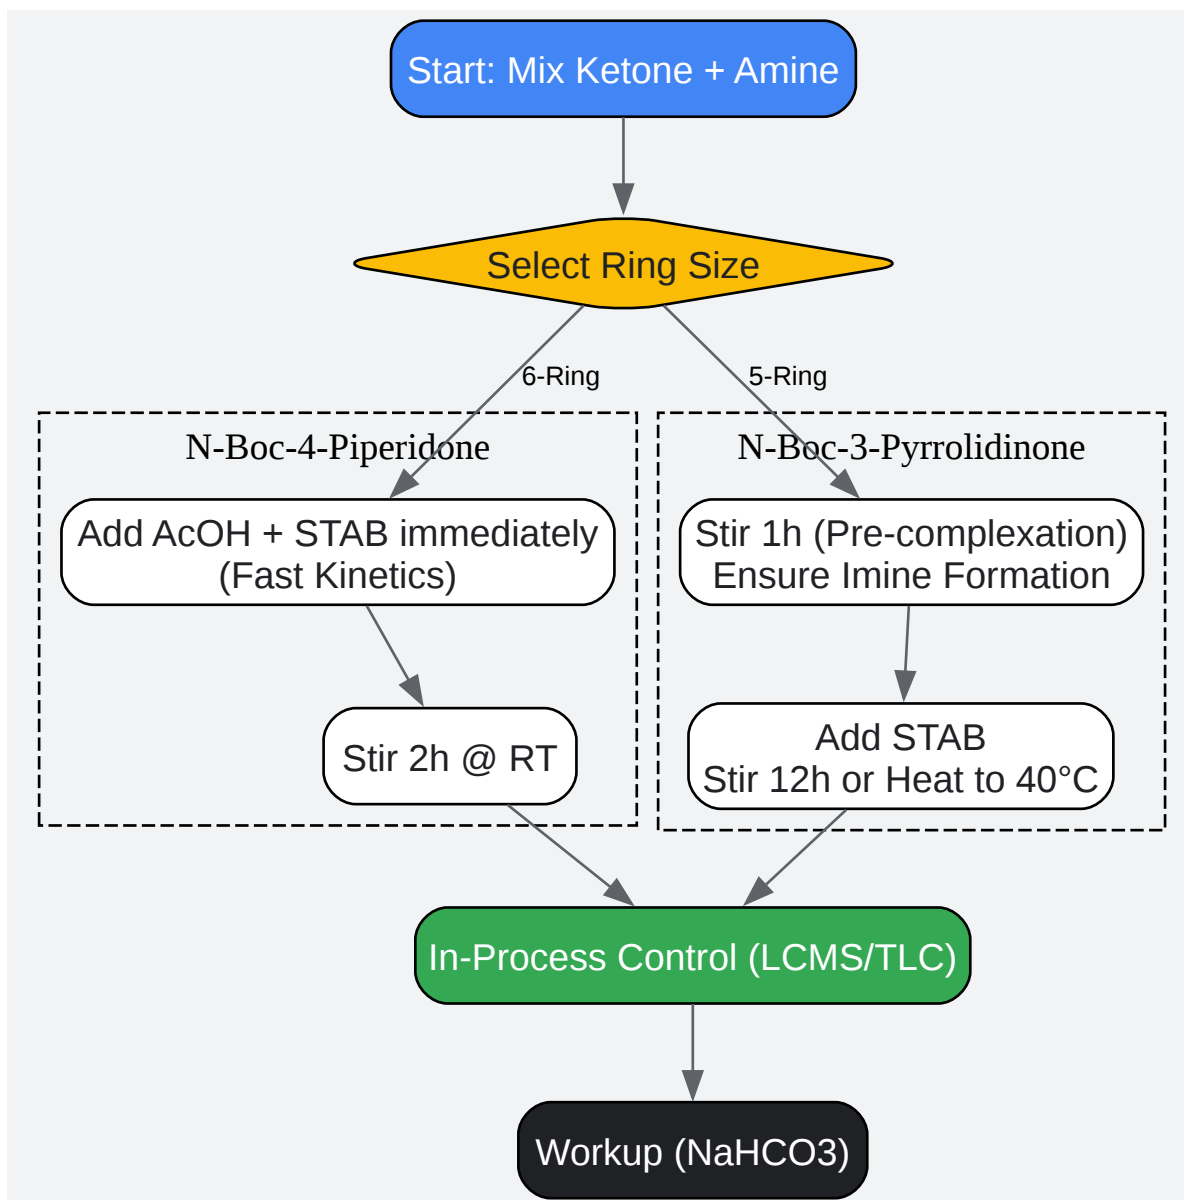 Start: Mix Ketone + Amine
Select Ring Size
6-Ring
5-Ring
N-Boc-4-Piperidone
N-Boc-3-Pyrrolidinone
Add AcOH + STAB immediately
(Fast Kinetics)
Stir 1h (Pre-complexation)
Ensure Imine Formation
Stir 2h @ RT
Add STAB
Stir 12h or Heat to 40°C
In-Process Control (LCMS/TLC)
Workup (NaHCO3)